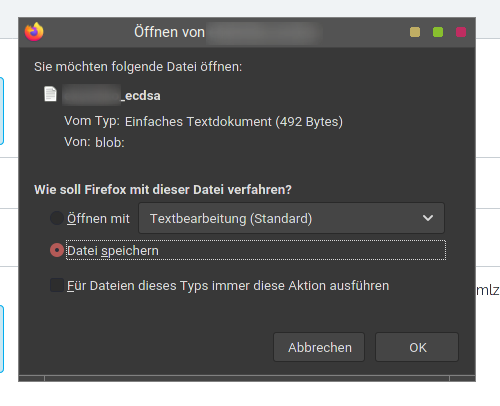 Öffnen von
Sie möchten folgende Datei öffnen:
_ecdsa
Vom Typ: Einfaches Textdokument (492 Bytes)
Von: blob:
Wie soll Firefox mit dieser Datei verfahren?
Öffnen mit Textbearbeitung (Standard)
Datei speichern
Für Dateien dieses Typs immer diese Aktion ausführen
mlz
Abbrechen OK